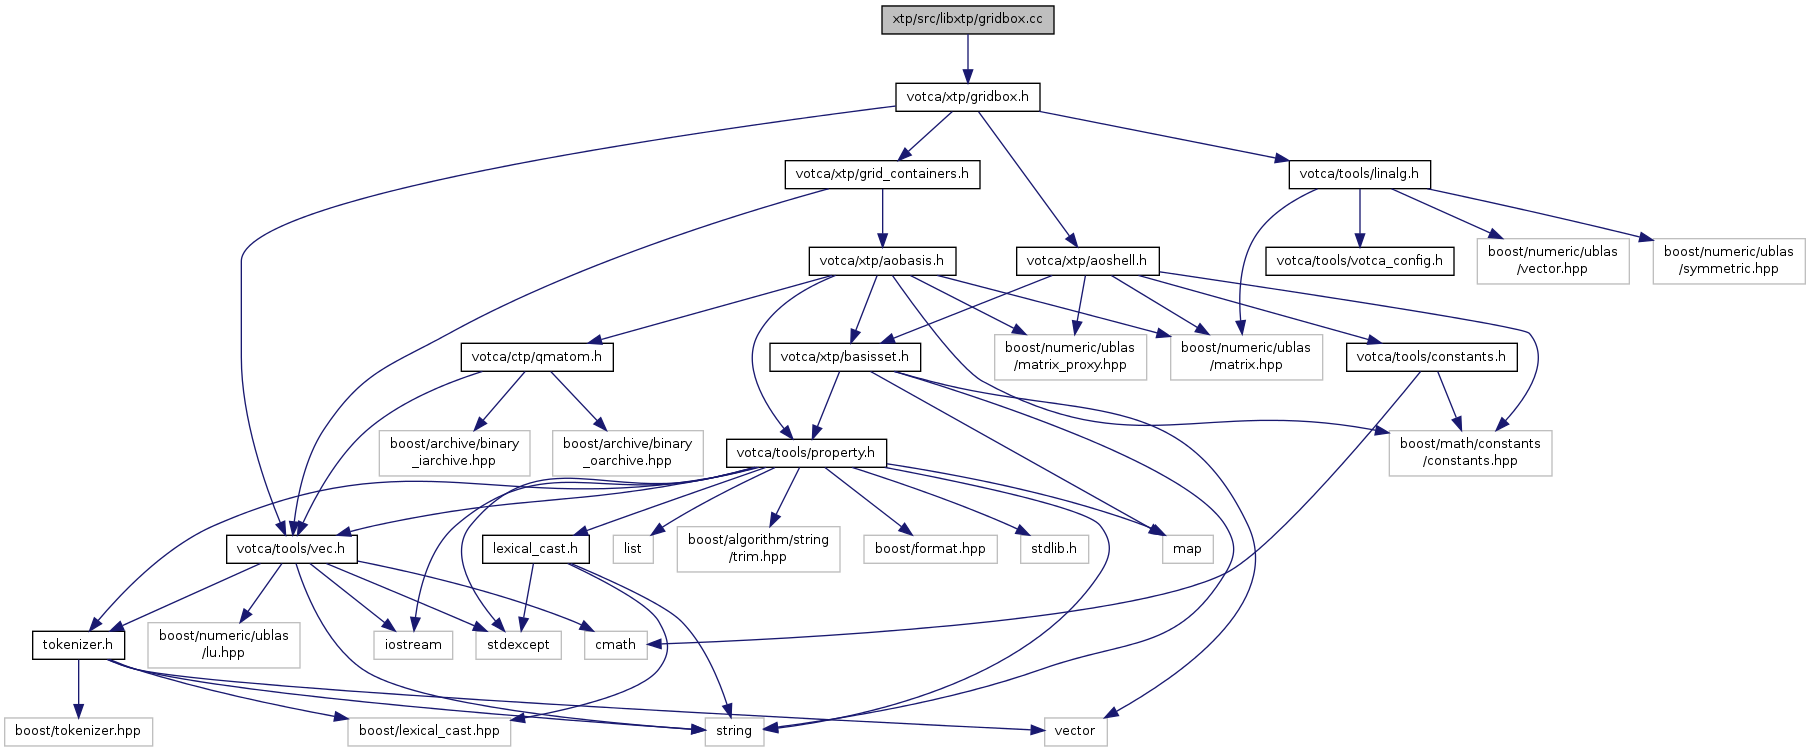 xtp/src/libxtp/gridbox.cc
votca/xtp/gridbox.h
votca/xtp/grid_containers.h
votca/tools/linalg.h
votca/xtp/aobasis.h
votca/xtp/aoshell.h
votca/tools/votca_config.h
boost/numeric/ublas
/vector.hpp
boost/numeric/ublas
/symmetric.hpp
votca/ctp/qmatom.h
votca/xtp/basisset.h
boost/numeric/ublas
/matrix_proxy.hpp
boost/numeric/ublas
/matrix.hpp
votca/tools/constants.h
boost/archive/binary
_iarchive.hpp
boost/archive/binary
_oarchive.hpp
votca/tools/property.h
boost/math/constants
/constants.hpp
votca/tools/vec.h
lexical_cast.h
list
boost/algorithm/string
/trim.hpp
boost/format.hpp
stdlib.h
map
tokenizer.h
boost/numeric/ublas
/lu.hpp
iostream
stdexcept
cmath
boost/tokenizer.hpp
boost/lexical_cast.hpp
string
vector